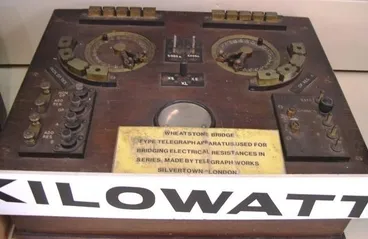 WHEATSTONE BRIDGE
TYPE TELEGRAPH APPARATUS USED FOR
BRIDGING ELECTRICAL RESISTANCES IN
SERIES. MADE BY TELEGRAPH WORKS
SILVERTOWN - LONDON
KILOWATT